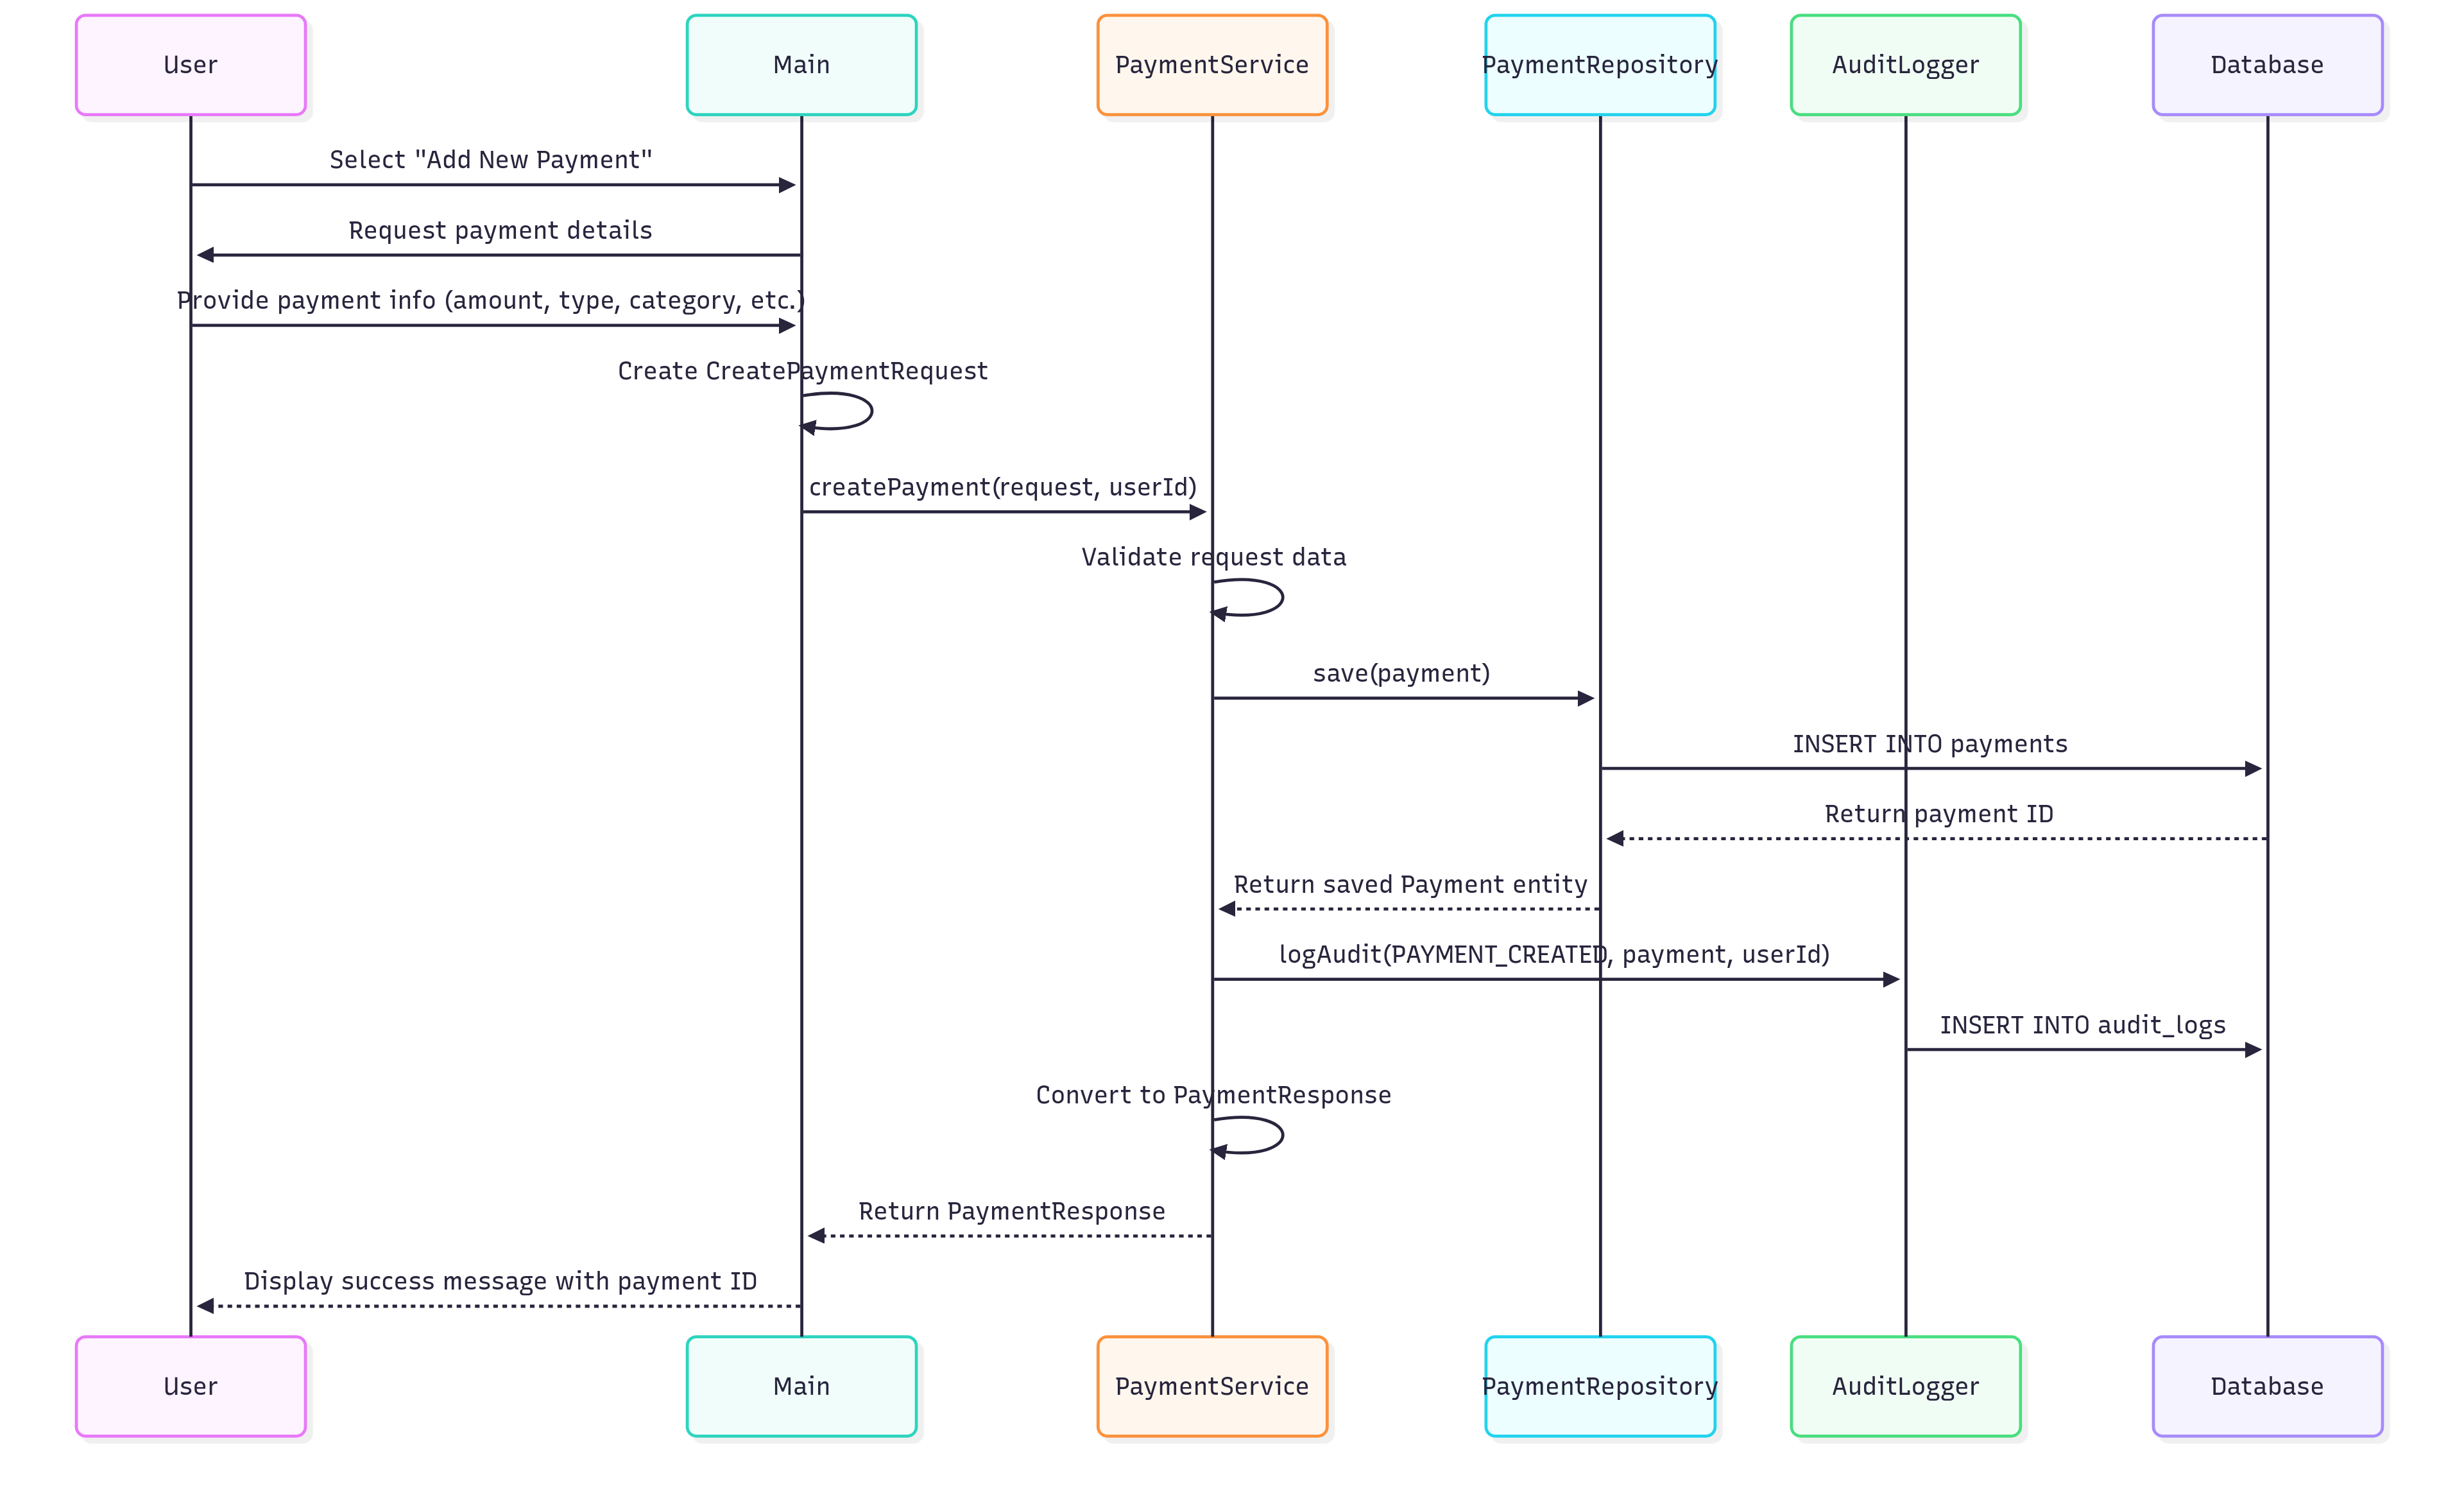 User
Main
PaymentService
PaymentRepository
AuditLogger
Database
Select "Add New Payment"
Request payment details
Provide payment info (amount, type, category, etc.)
Create CreatePaymentRequest
createPayment(request, userId)
Validate request data
save(payment)
INSERT INTO payments
Return payment ID
Return saved Payment entity
logAudit(PAYMENT_CREATED, payment, userId)
INSERT INTO audit_logs
Convert to PaymentResponse
Return PaymentResponse
Display success message with payment ID
User
Main
PaymentService
PaymentRepository
AuditLogger
Database